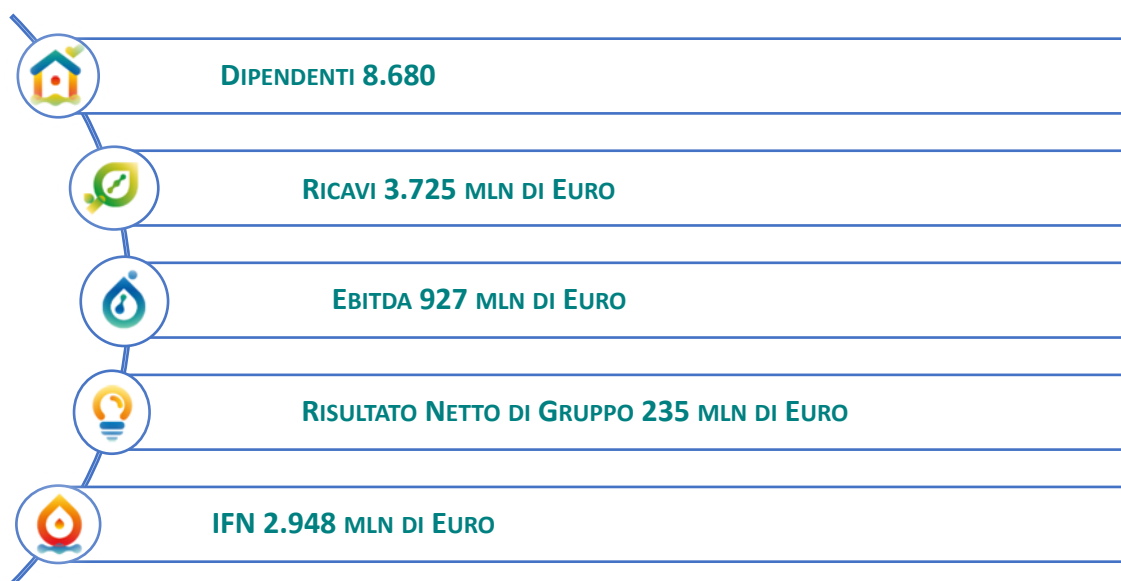 Dipendenti 8.680
Ricavi 3.725 mln di Euro
Ebitda 927 mln di Euro
Risultato Netto di Gruppo 235 mln di Euro
IFN 2.948 mln di Euro